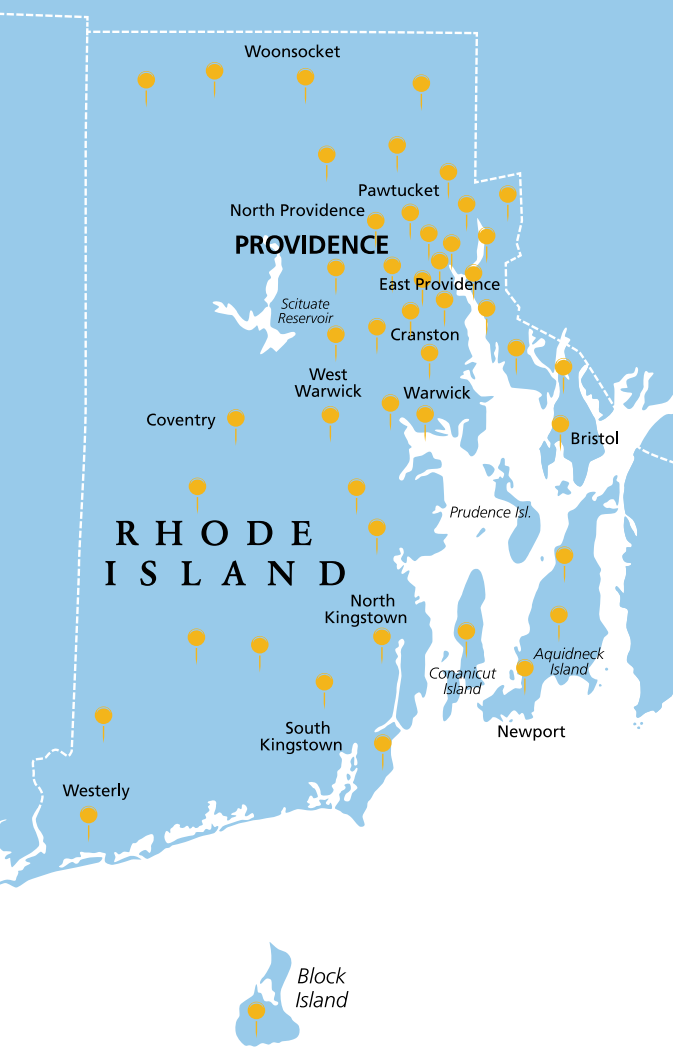 Woonsocket
Pawtucket
North Providence
PROVIDENCE
East Providence
Scituate
Reservoir
Cranston
West
Warwick
Warwick
Coventry
Bristol
Prudence Isl.
RHODE
ISLAND
North
Kingstown
Aquidneck
Island
Conanicut
Island
South
Kingstown
Newport
Westerly
Block
Island